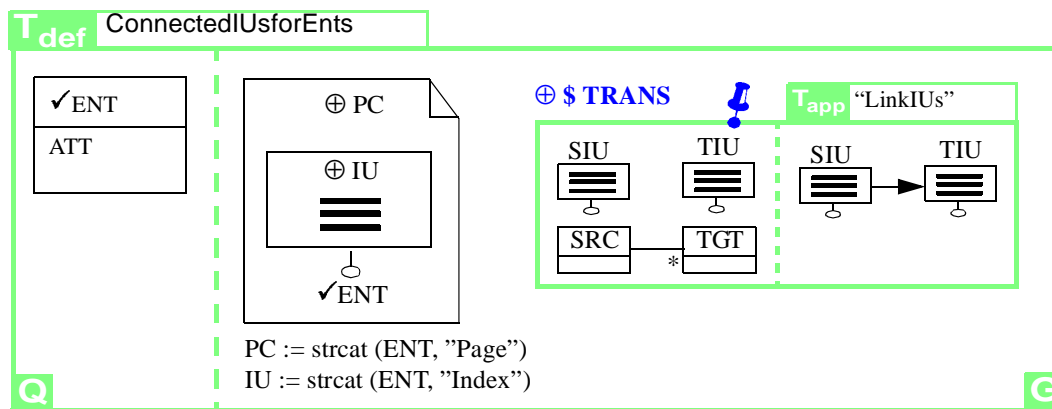 Tdef ConnectedIUsforEnts
✓ENT
ATT
⊕ PC
⊕ IU
✓ENT
PC := strcat (ENT, ”Page”)
IU := strcat (ENT, ”Index”)
⊕ $ TRANS
Tapp “LinkIUs”
SIU TIU
SRC TGT
*
SIU TIU
Q
G